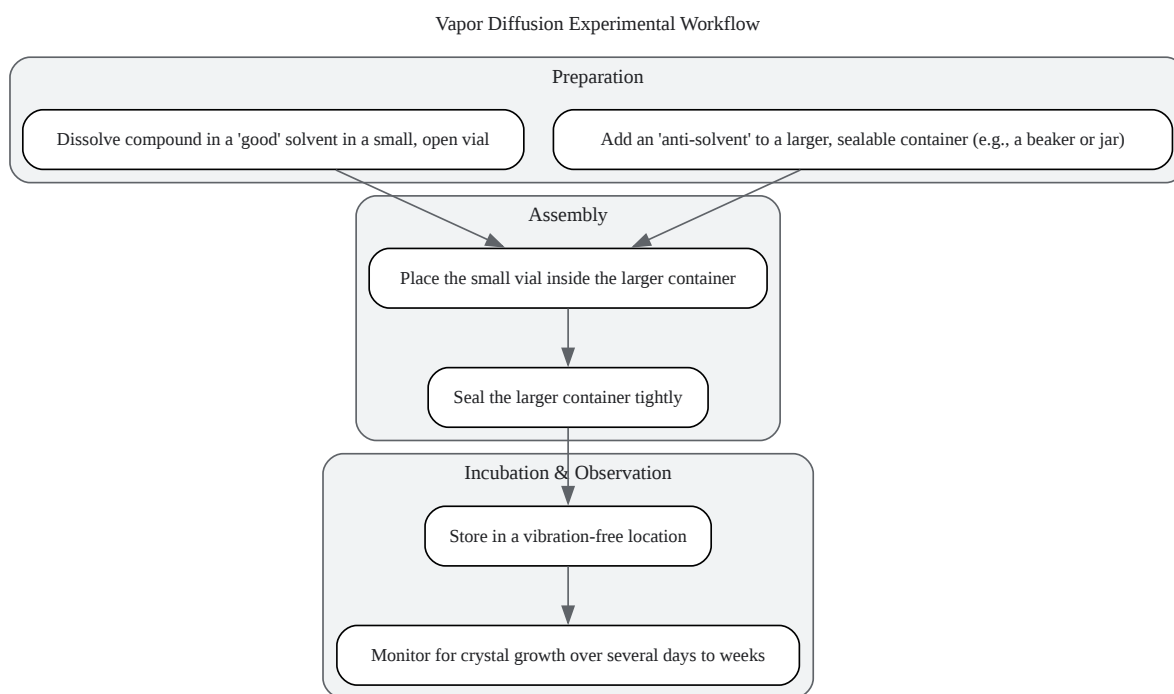 Vapor Diffusion Experimental Workflow
Preparation
Dissolve compound in a 'good' solvent in a small, open vial
Add an 'anti-solvent' to a larger, sealable container (e.g., a beaker or jar)
Assembly
Place the small vial inside the larger container
Seal the larger container tightly
Incubation & Observation
Store in a vibration-free location
Monitor for crystal growth over several days to weeks